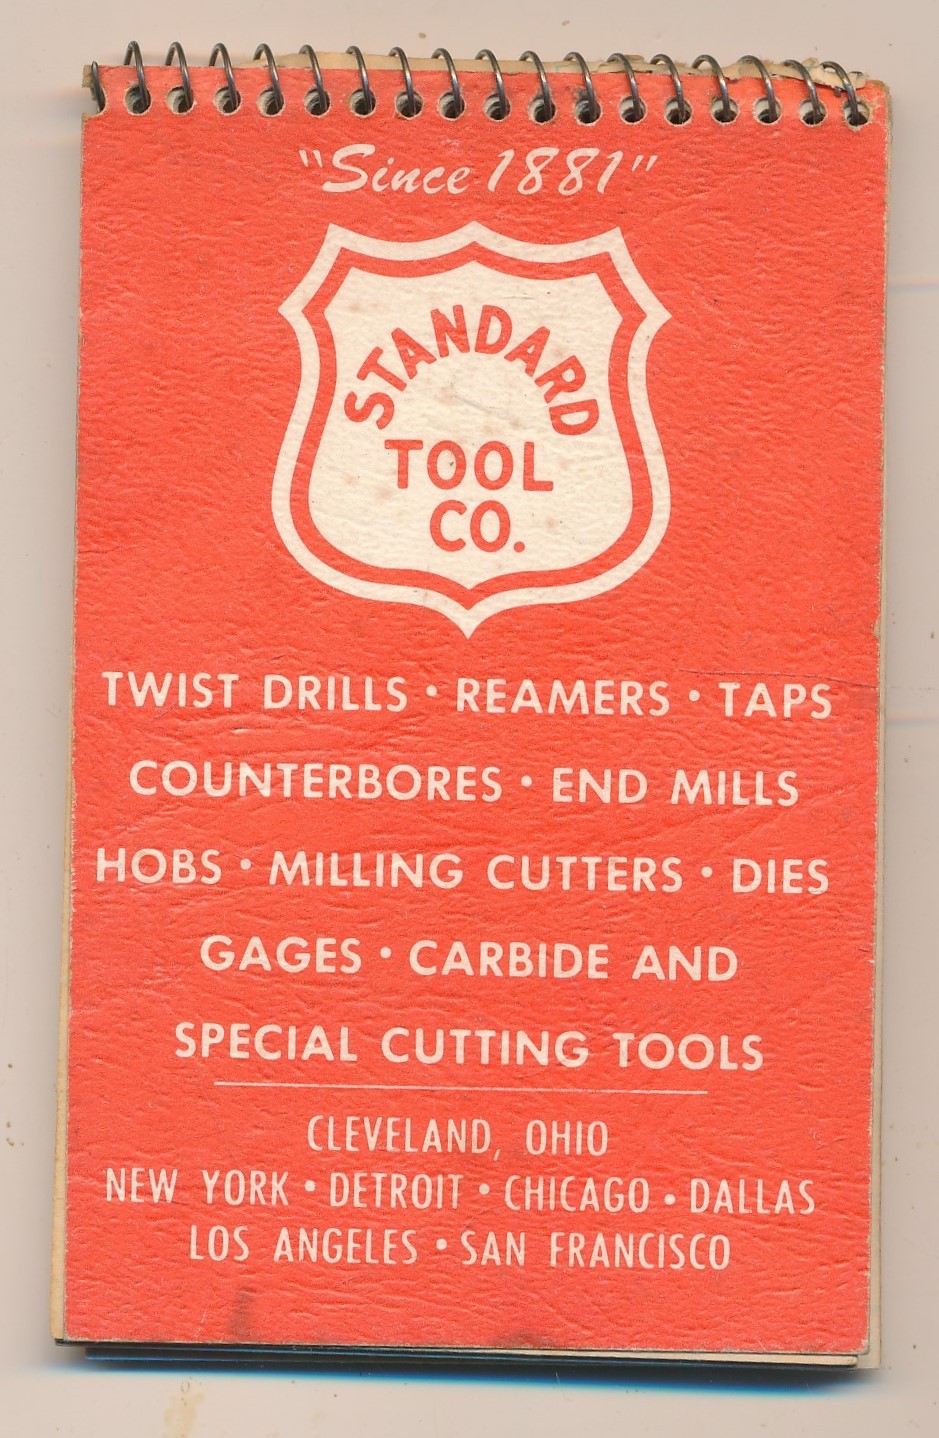 "Since 1881"
STANDARD
TOOL
CO.
TWIST DRILLS • REAMERS • TAPS
COUNTERBORES • END MILLS
HOBS • MILLING CUTTERS • DIES
GAGES • CARBIDE AND
SPECIAL CUTTING TOOLS
CLEVELAND, OHIO
NEW YORK • DETROIT • CHICAGO • DALLAS
LOS ANGELES • SAN FRANCISCO